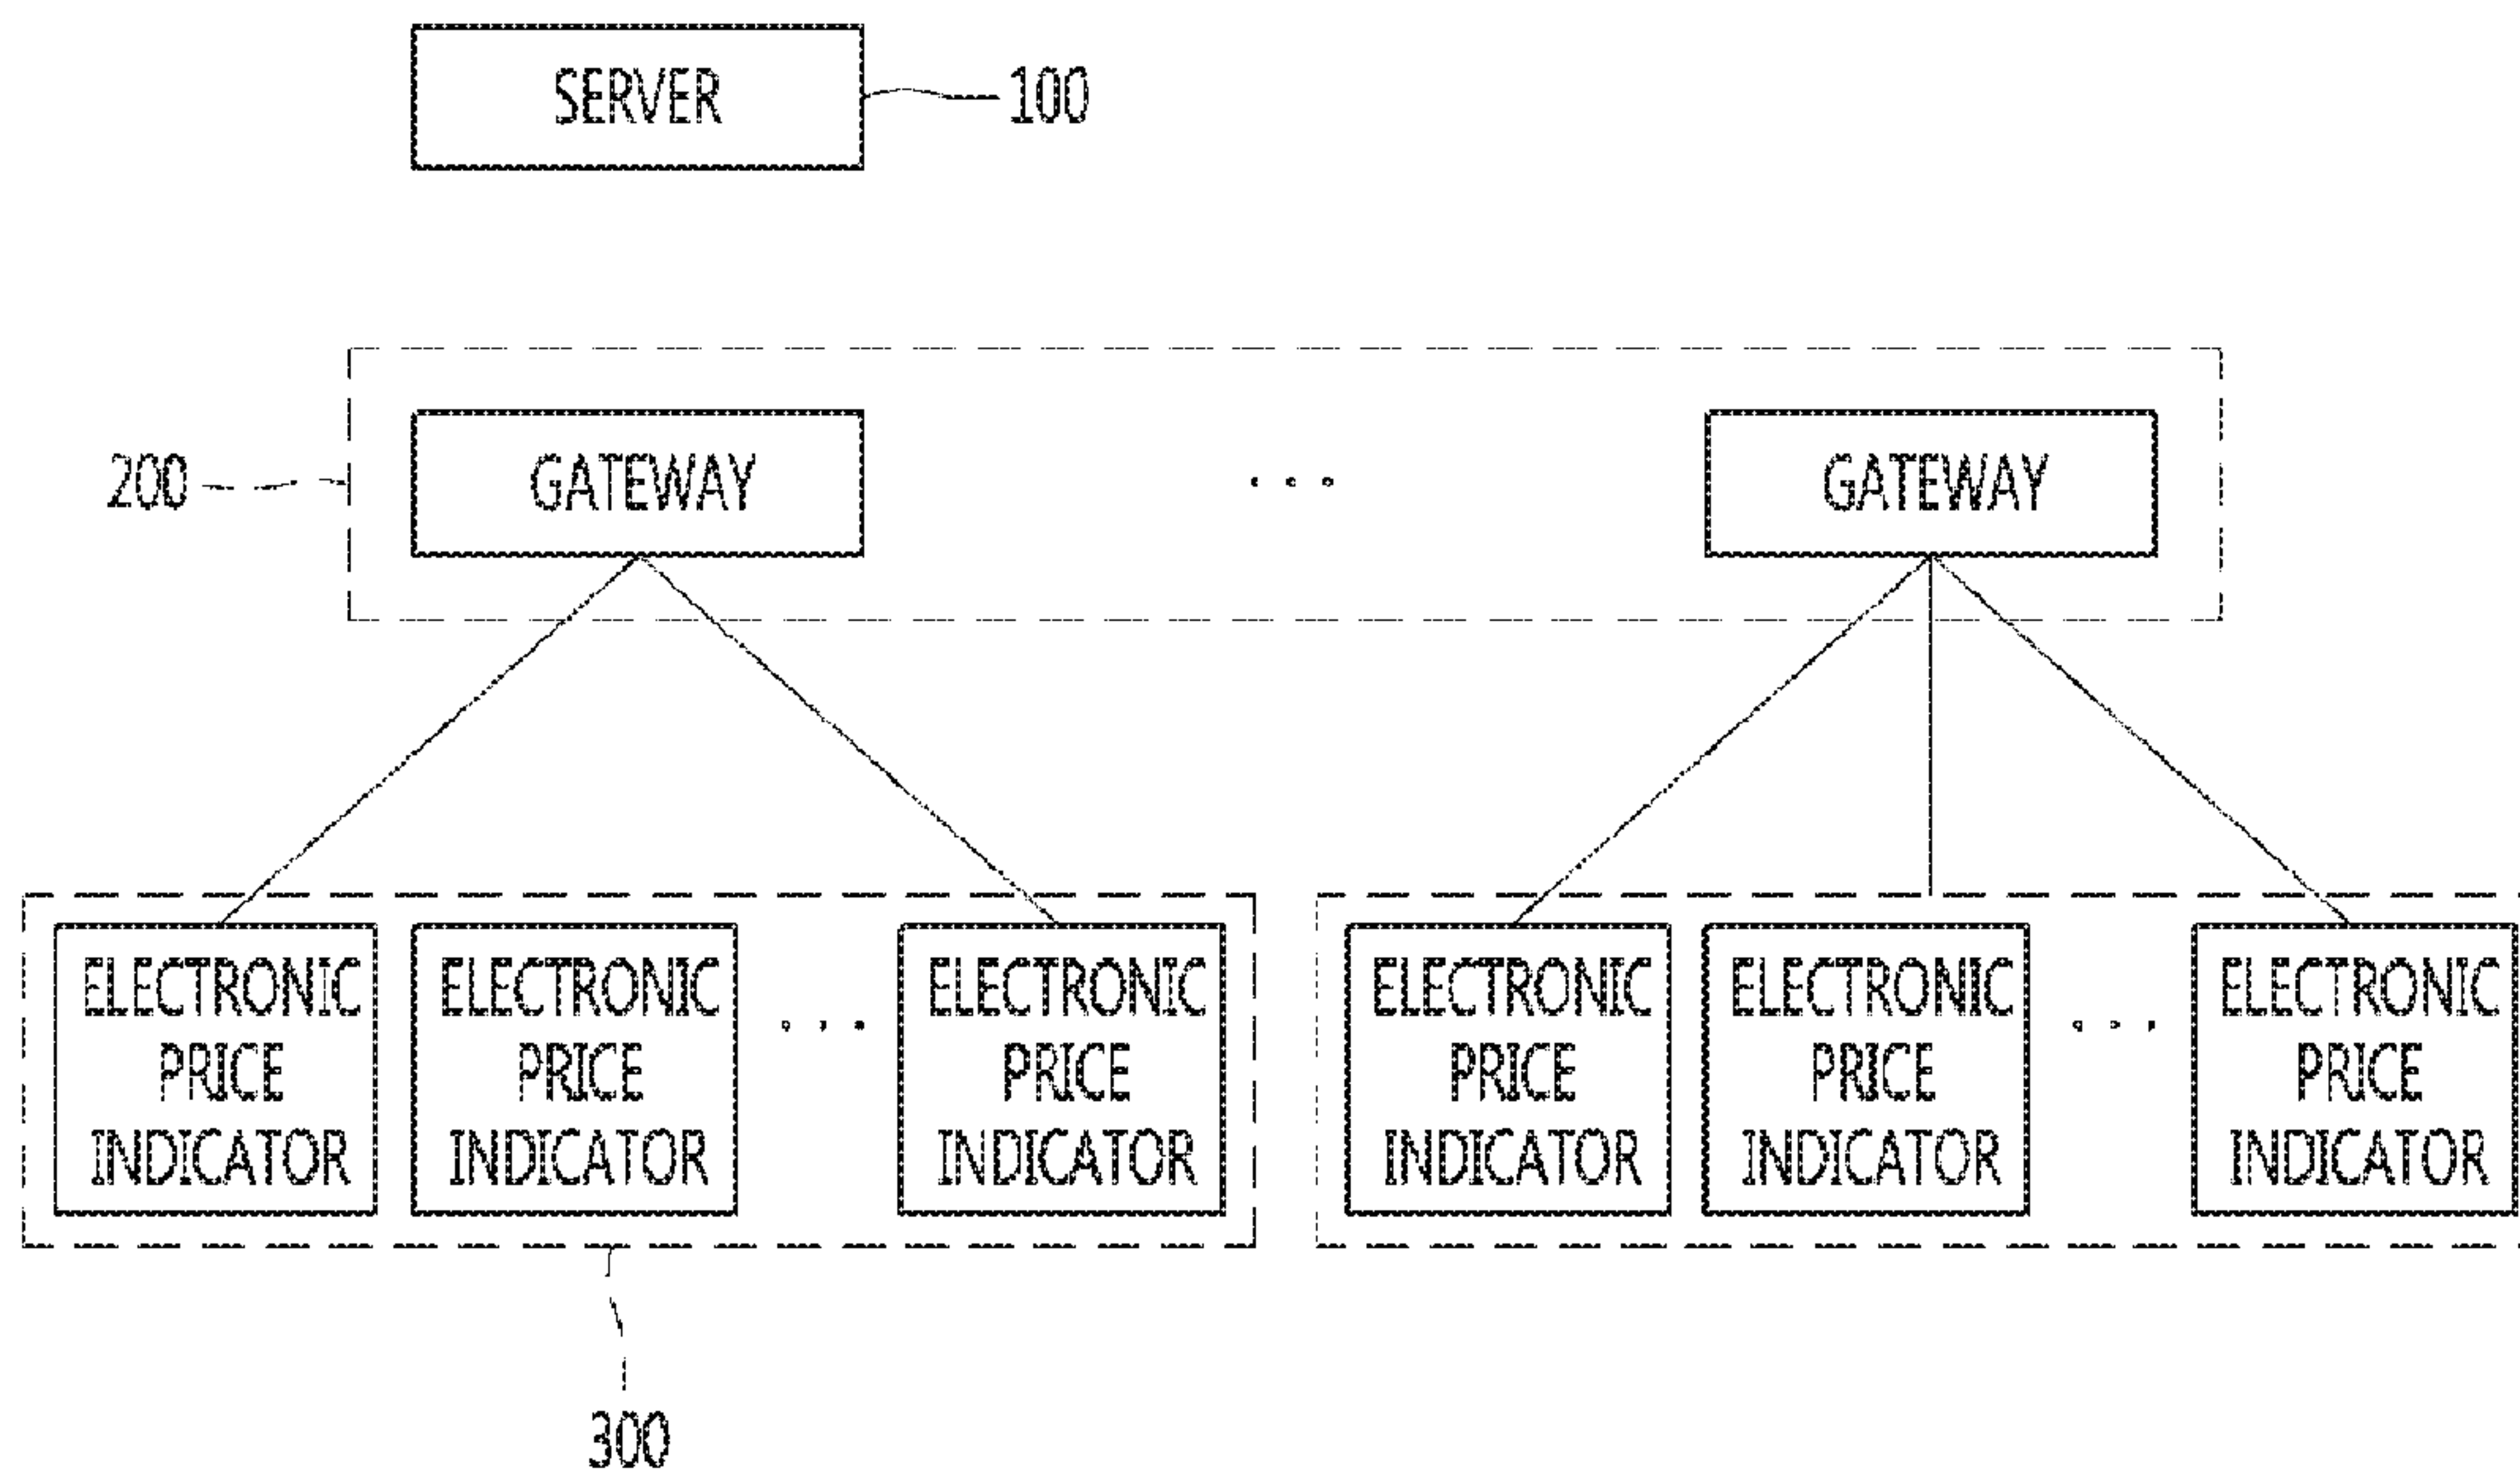 SERVER
100
200
GATEWAY
. . .
GATEWAY
ELECTRONIC
PRICE
INDICATOR
ELECTRONIC
PRICE
INDICATOR
. . .
ELECTRONIC
PRICE
INDICATOR
ELECTRONIC
PRICE
INDICATOR
ELECTRONIC
PRICE
INDICATOR
. . .
ELECTRONIC
PRICE
INDICATOR
300